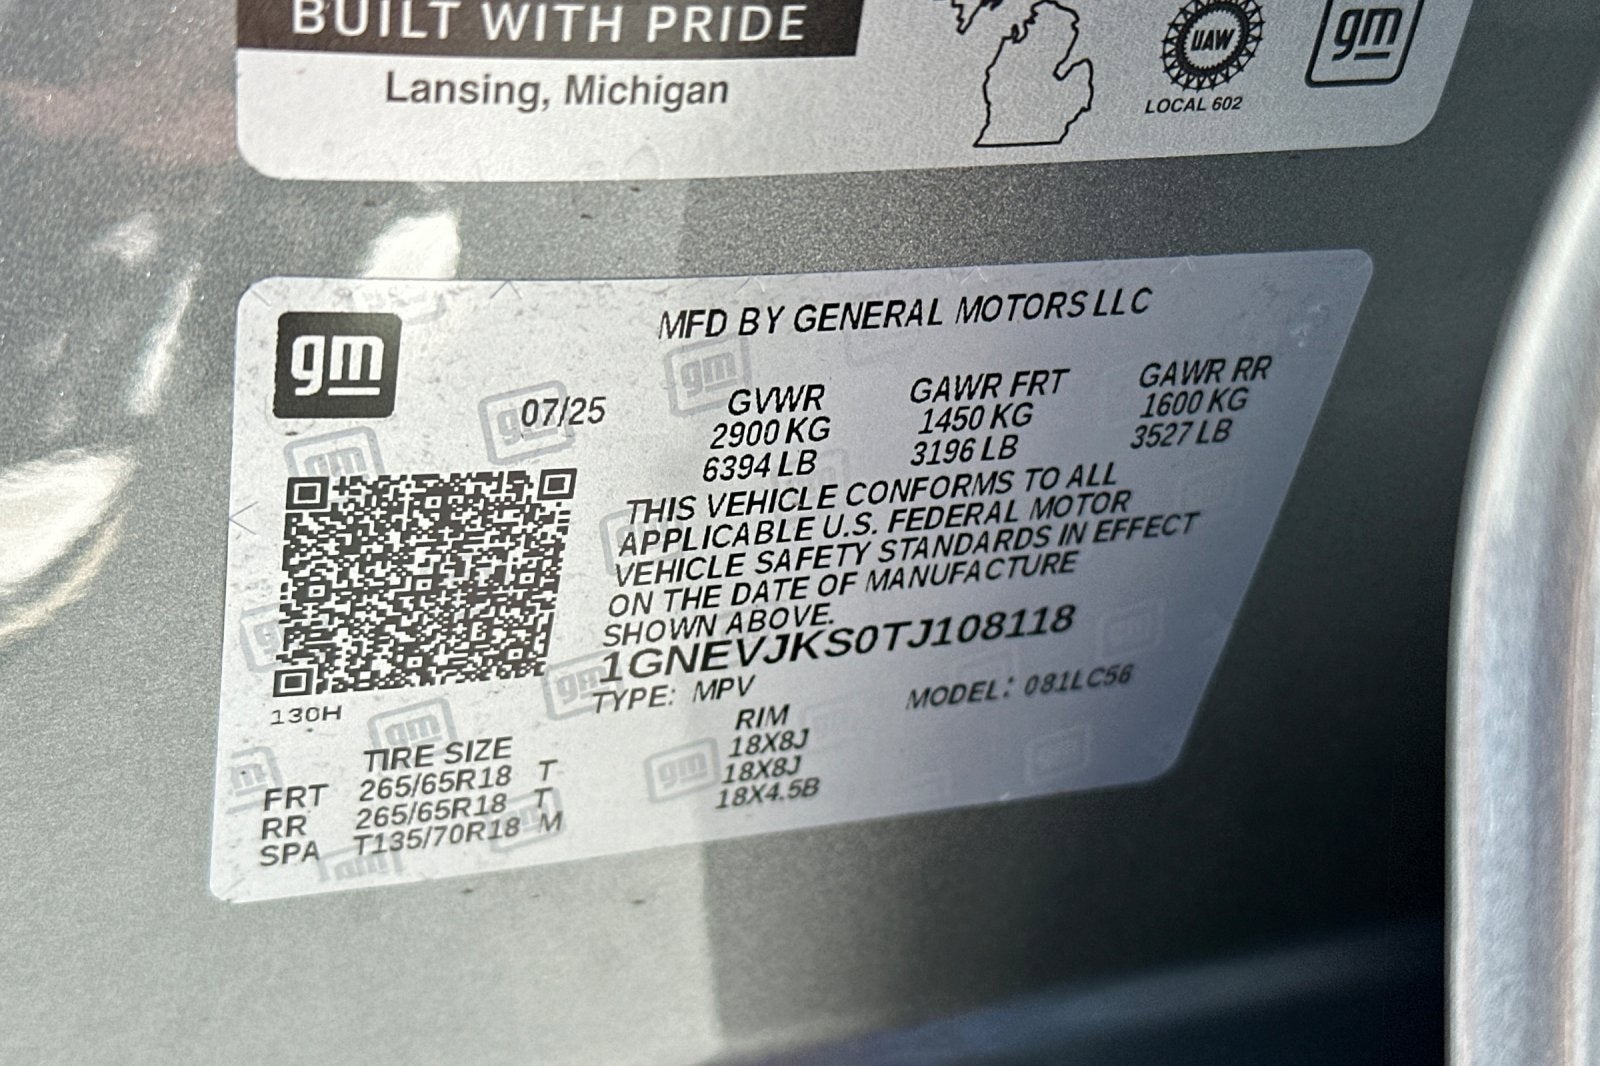 BUILT WITH PRIDE
Lansing, Michigan
UAW
LOCAL 602
gm
gm
MFD BY GENERAL MOTORS LLC
07/25
GVWR GAWR FRT GAWR RR
2900 KG 1450 KG 1600 KG
6394 LB 3196 LB 3527 LB
THIS VEHICLE CONFORMS TO ALL
APPLICABLE U.S. FEDERAL MOTOR
VEHICLE SAFETY STANDARDS IN EFFECT
ON THE DATE OF MANUFACTURE
SHOWN ABOVE.
1GNEVJKS0TJ108118
TYPE: MPV MODEL: 081LC56
130H
TIRE SIZE RIM
FRT 265/65R18 T 18X8J
RR 265/65R18 T 18X8J
SPA T135/70R18 M 18X4.5B